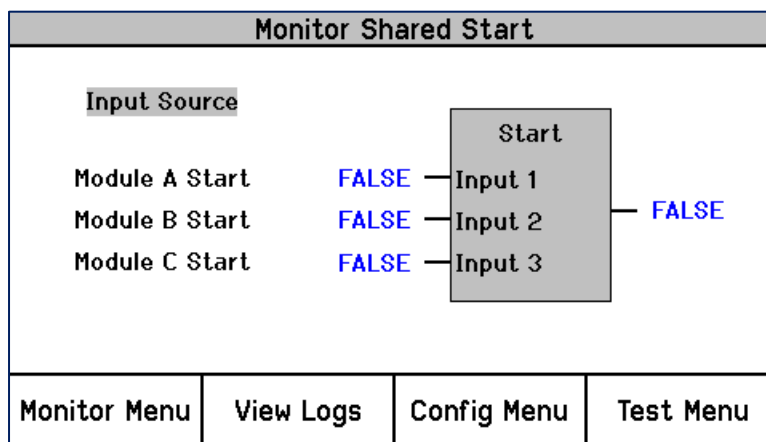 Monitor Shared Start
Input Source
Start
Module A Start FALSE Input 1
Module B Start FALSE Input 2 FALSE
Module C Start FALSE Input 3
Monitor Menu View Logs Config Menu Test Menu